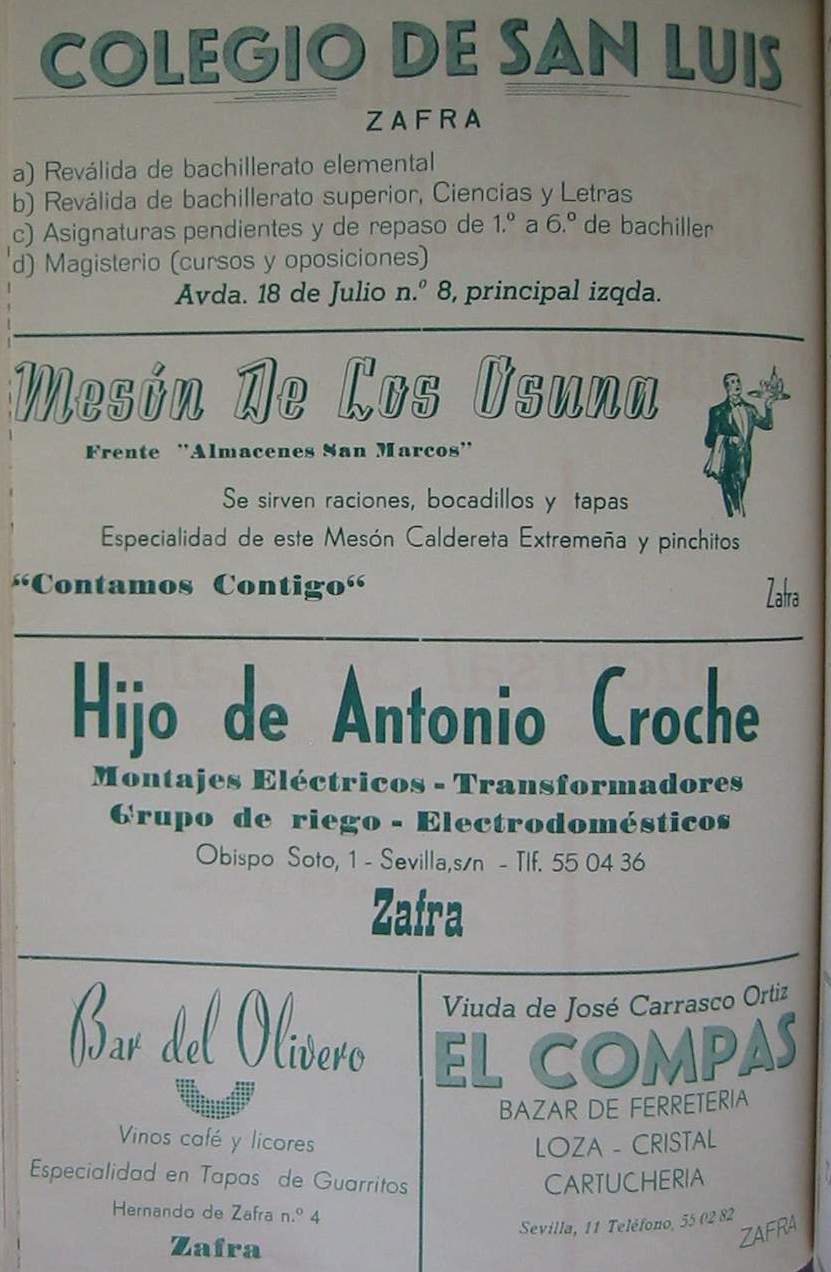 COLEGIO DE SAN LUIS
ZAFRA
a) Reválida de bachillerato elemental
b) Reválida de bachillerato superior, Ciencias y Letras
c) Asignaturas pendientes y de repaso de 1.º a 6.º de bachiller
d) Magisterio (cursos y oposiciones)
Avda. 18 de Julio n.º 8, principal izqda.
Mesón De Los Osuna
Frente "Almacenes San Marcos"
Se sirven raciones, bocadillos y tapas
Especialidad de este Mesón Caldereta Extremeña y pinchitos
“Contamos Contigo“
Zafra
Hijo de Antonio Croche
Montajes Eléctricos - Transformadores
Grupo de riego - Electrodomésticos
Obispo Soto, 1 - Sevilla,s/n - Tlf. 55 04 36
Zafra
Bar del Olivero
Vinos café y licores
Especialidad en Tapas de Guarritos
Hernando de Zafra n.º 4
Zafra
Viuda de José Carrasco Ortiz
EL COMPAS
BAZAR DE FERRETERIA
LOZA - CRISTAL
CARTUCHERIA
Sevilla, 11 Teléfono, 55 02 82
ZAFRA